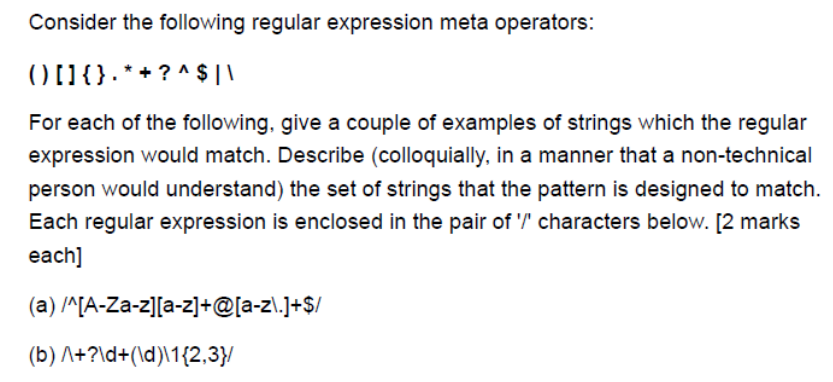 Consider the following regular expression meta operators:
( ) [ ] { } . * + ? ^ $ | \
For each of the following, give a couple of examples of strings which the regular
expression would match. Describe (colloquially, in a manner that a non-technical
person would understand) the set of strings that the pattern is designed to match.
Each regular expression is enclosed in the pair of '/' characters below. [2 marks
each]
(a) /^[A-Za-z][a-z]+@[a-z\.]+$/
(b) /\+?\d+(\d)\1{2,3}/